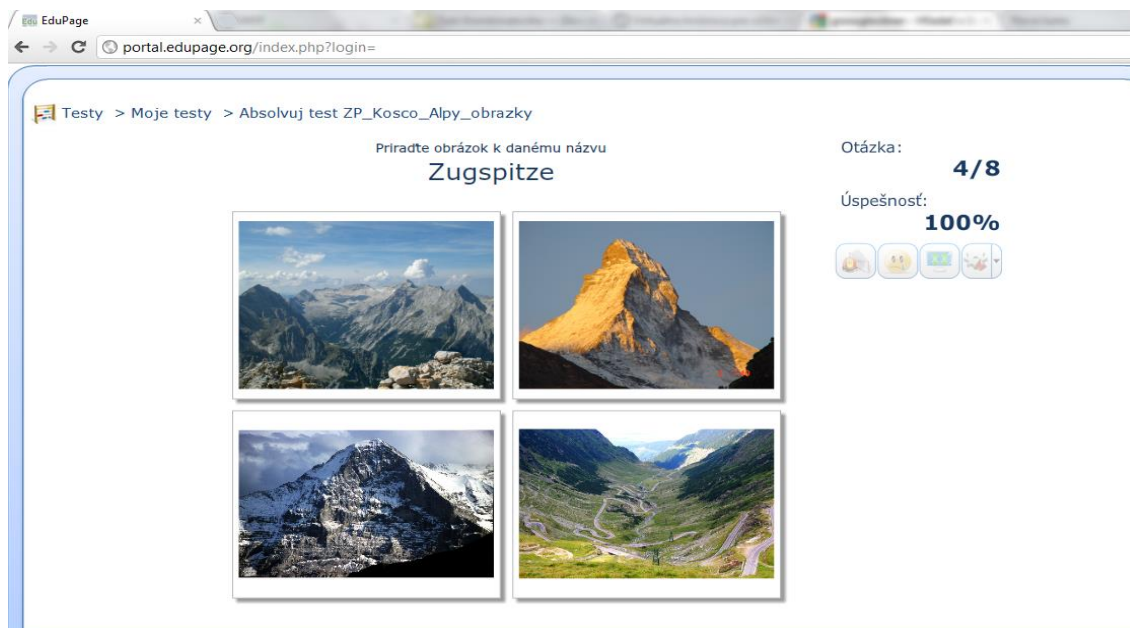 EduPage
portal.edupage.org/index.php?login=
Testy > Moje testy > Absolvuj test ZP_Kosco_Alpy_obrazky
Priraďte obrázok k danému názvu
Zugspitze
Otázka:
4/8
Úspešnosť:
100%